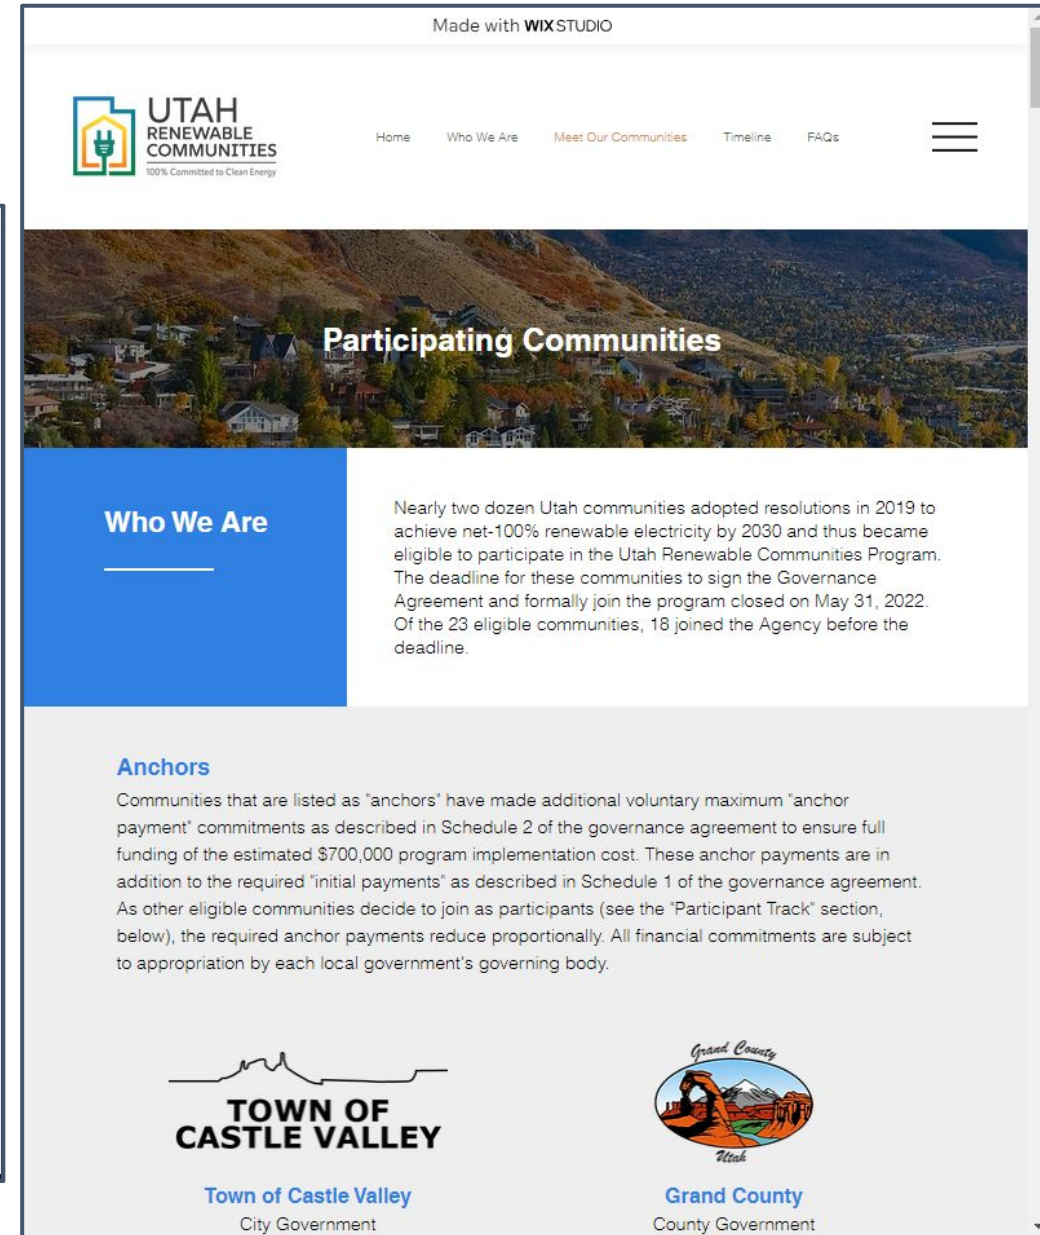 Made with WIX STUDIO
UTAH
RENEWABLE
COMMUNITIES
100% Committed to Clean Energy
Home Who We Are Meet Our Communities Timeline FAQs
Participating Communities
Who We Are
Nearly two dozen Utah communities adopted resolutions in 2019 to
achieve net-100% renewable electricity by 2030 and thus became
eligible to participate in the Utah Renewable Communities Program.
The deadline for these communities to sign the Governance
Agreement and formally join the program closed on May 31, 2022.
Of the 23 eligible communities, 18 joined the Agency before the
deadline.
Anchors
Communities that are listed as "anchors" have made additional voluntary maximum "anchor
payment" commitments as described in Schedule 2 of the governance agreement to ensure full
funding of the estimated $700,000 program implementation cost. These anchor payments are in
addition to the required "initial payments" as described in Schedule 1 of the governance agreement.
As other eligible communities decide to join as participants (see the "Participant Track" section,
below), the required anchor payments reduce proportionally. All financial commitments are subject
to appropriation by each local government's governing body.
TOWN OF
CASTLE VALLEY
Grand County
Utah
Town of Castle Valley
City Government
Grand County
County Government